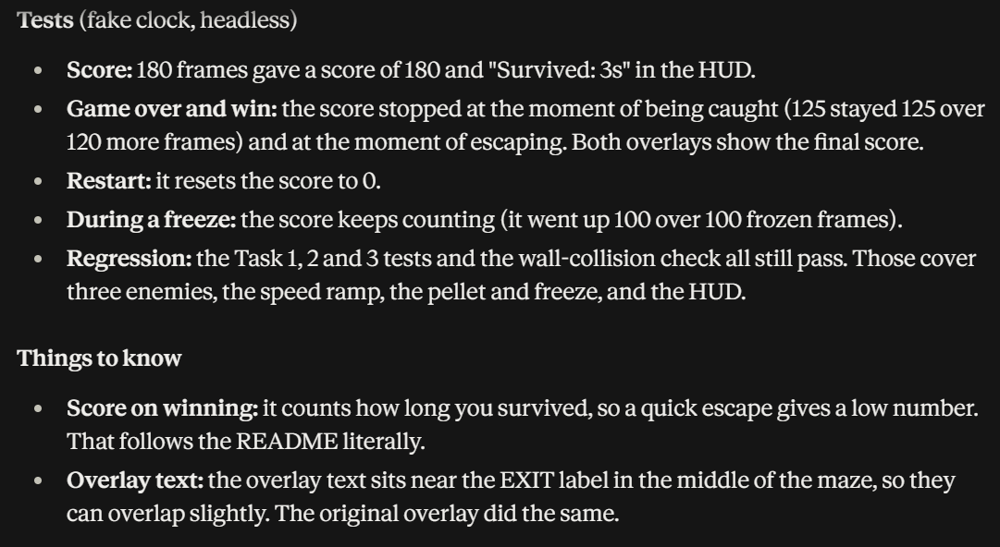 Tests (fake clock, headless)
• Score: 180 frames gave a score of 180 and "Survived: 3s" in the HUD.
• Game over and win: the score stopped at the moment of being caught (125 stayed 125 over
120 more frames) and at the moment of escaping. Both overlays show the final score.
• Restart: it resets the score to 0.
• During a freeze: the score keeps counting (it went up 100 over 100 frozen frames).
• Regression: the Task 1, 2 and 3 tests and the wall-collision check all still pass. Those cover
three enemies, the speed ramp, the pellet and freeze, and the HUD.
Things to know
• Score on winning: it counts how long you survived, so a quick escape gives a low number.
That follows the README literally.
• Overlay text: the overlay text sits near the EXIT label in the middle of the maze, so they
can overlap slightly. The original overlay did the same.